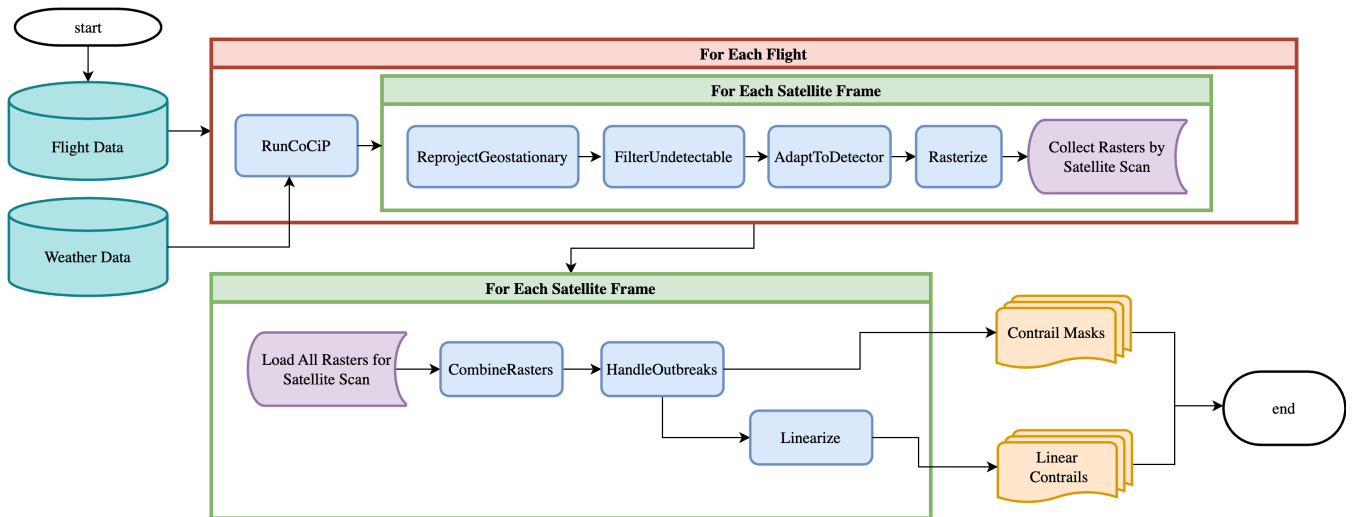 start
Flight Data
Weather Data
For Each Flight
RunCoCiP
For Each Satellite Frame
ReprojectGeostationary
FilterUndetectable
AdaptToDetector
Rasterize
Collect Rasters by
Satellite Scan
For Each Satellite Frame
Load All Rasters for
Satellite Scan
CombineRasters
HandleOutbreaks
Linearize
Contrail Masks
Linear
Contrails
end